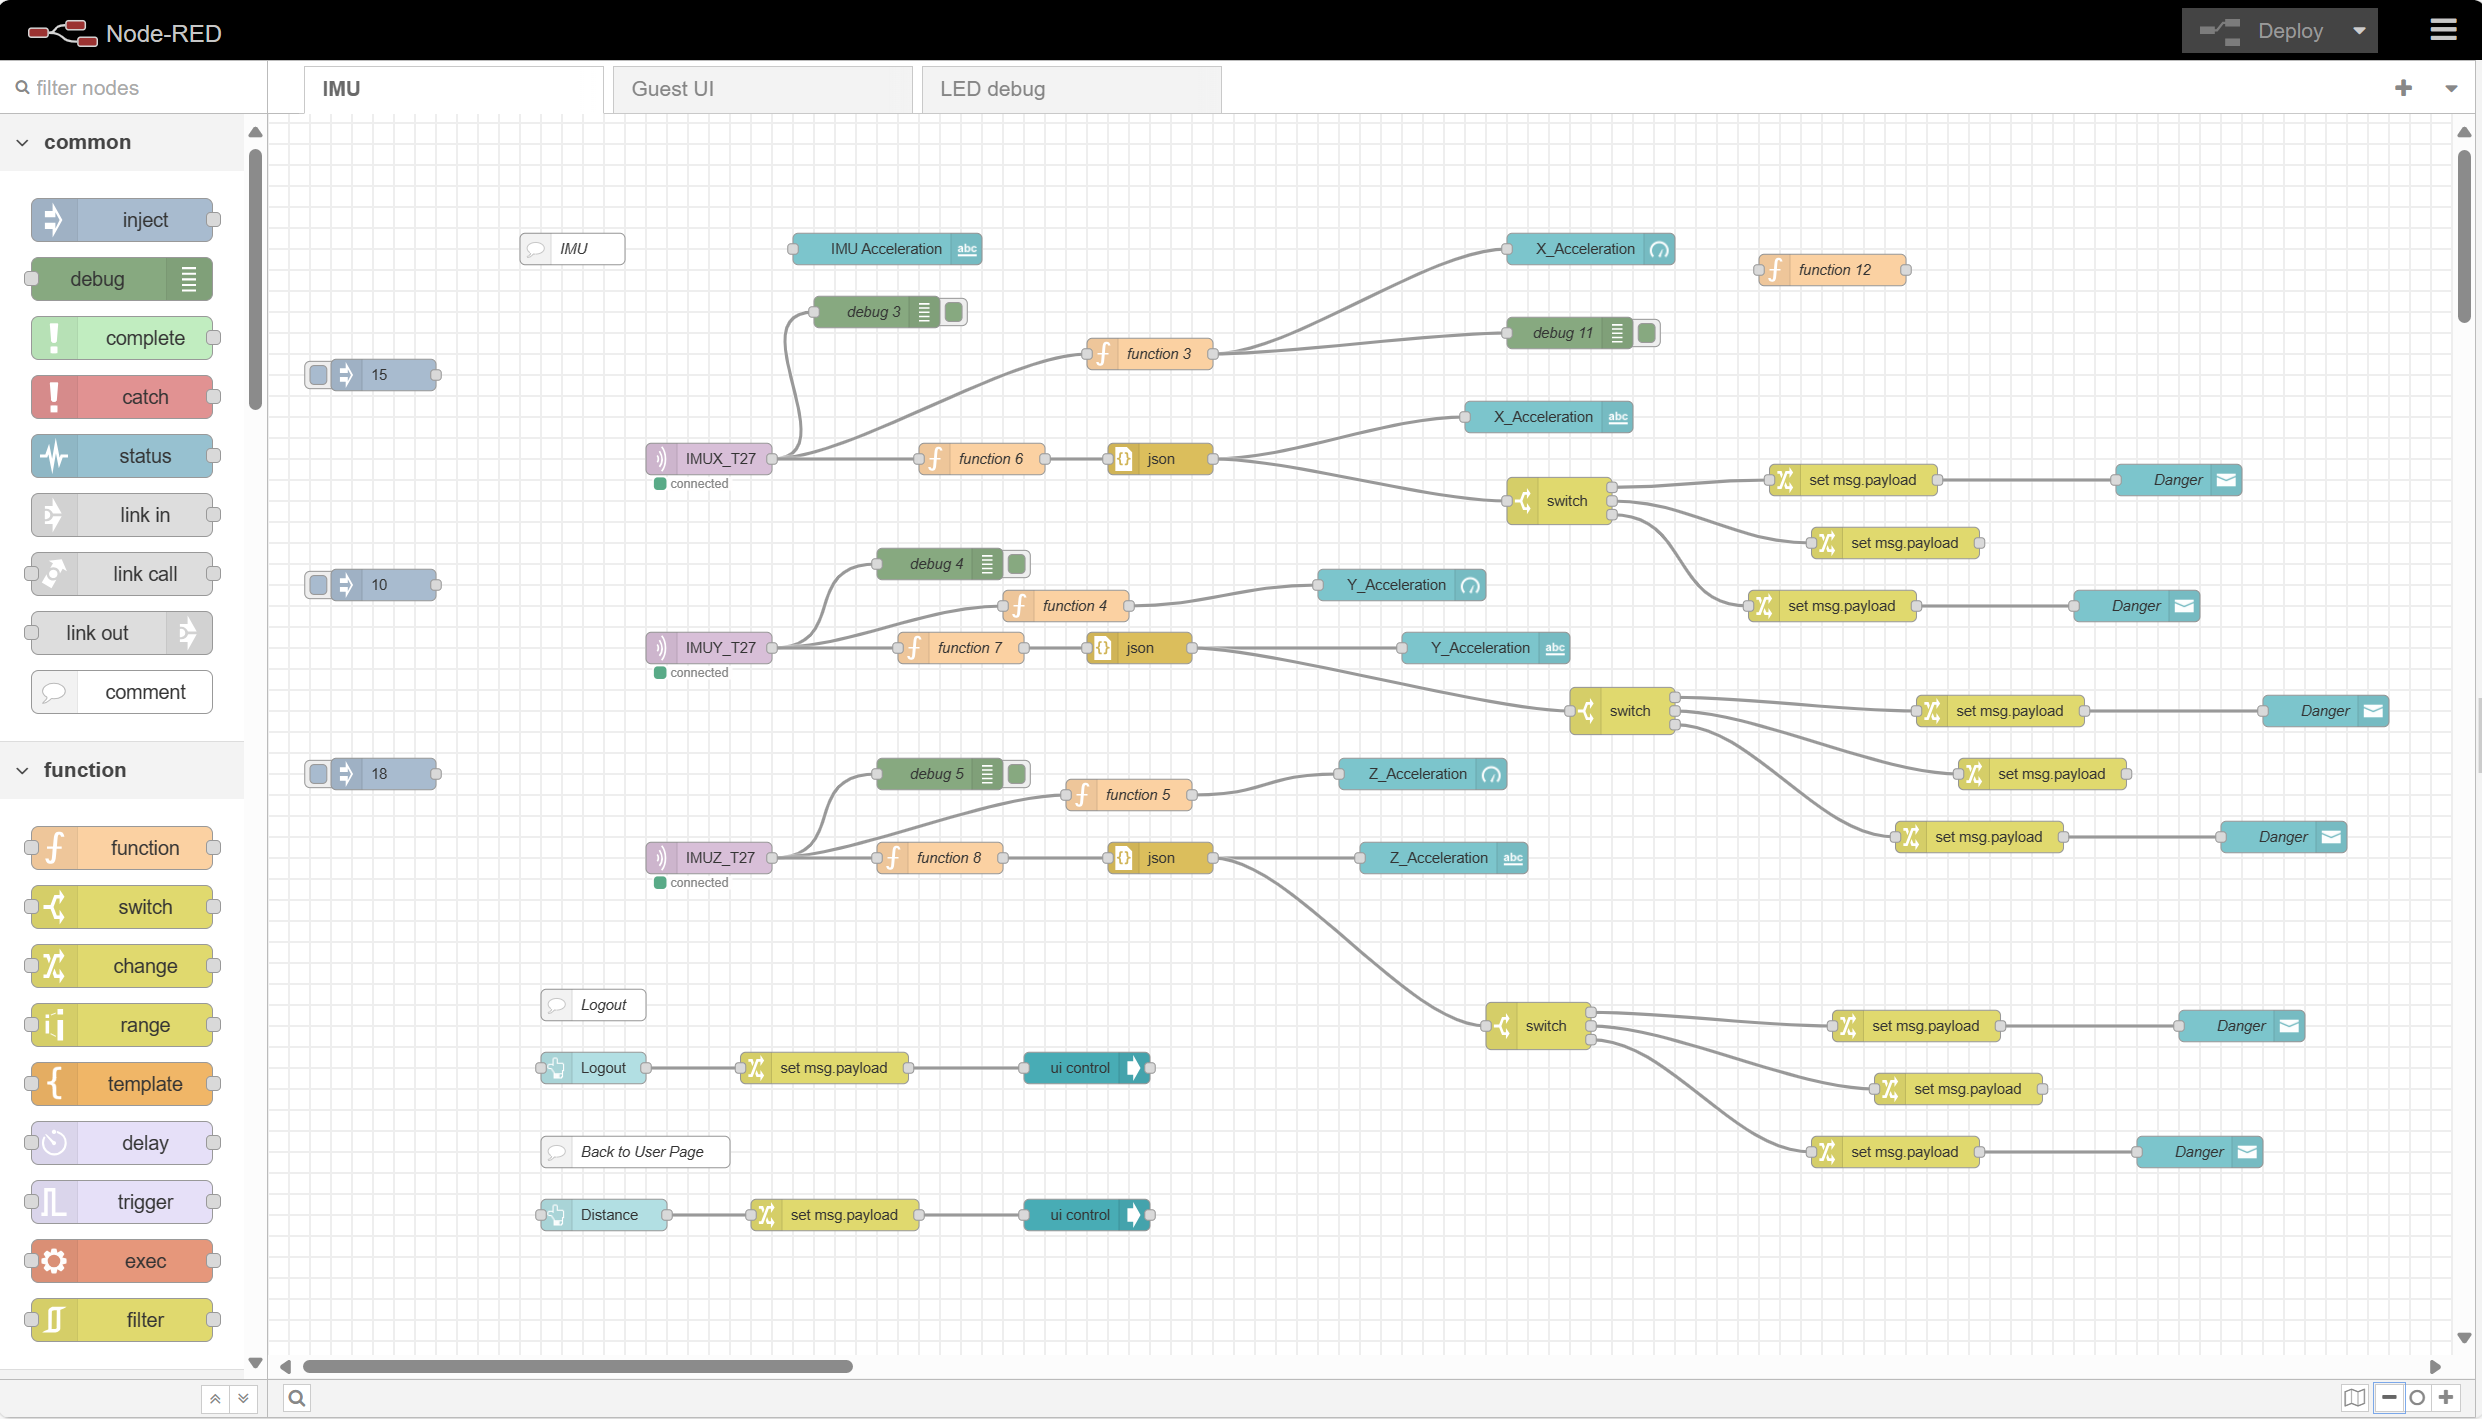 Node-RED
Deploy
filter nodes
IMU
Guest UI
LED debug
common
inject
debug
complete
catch
status
link in
link call
link out
comment
function
function
switch
change
range
template
delay
trigger
exec
filter
IMU
IMU Acceleration abc
X_Acceleration
function 12
debug 3
debug 11
function 3
15
X_Acceleration abc
IMUX_T27
connected
function 6
json
switch
set msg.payload
Danger
set msg.payload
set msg.payload
Danger
10
debug 4
function 4
Y_Acceleration
IMUY_T27
connected
function 7
json
Y_Acceleration abc
switch
set msg.payload
Danger
set msg.payload
set msg.payload
Danger
18
debug 5
function 5
Z_Acceleration
IMUZ_T27
connected
function 8
json
Z_Acceleration abc
switch
set msg.payload
Danger
set msg.payload
set msg.payload
Danger
Logout
Logout
set msg.payload
ui control
Back to User Page
Distance
set msg.payload
ui control